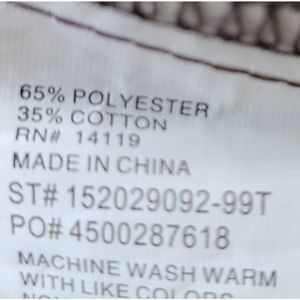 65% POLYESTER
35% COTTON
RN# 14119
MADE IN CHINA
ST# 152029092-99T
PO# 4500287618
MACHINE WASH WARM
WITH LIKE COLORS